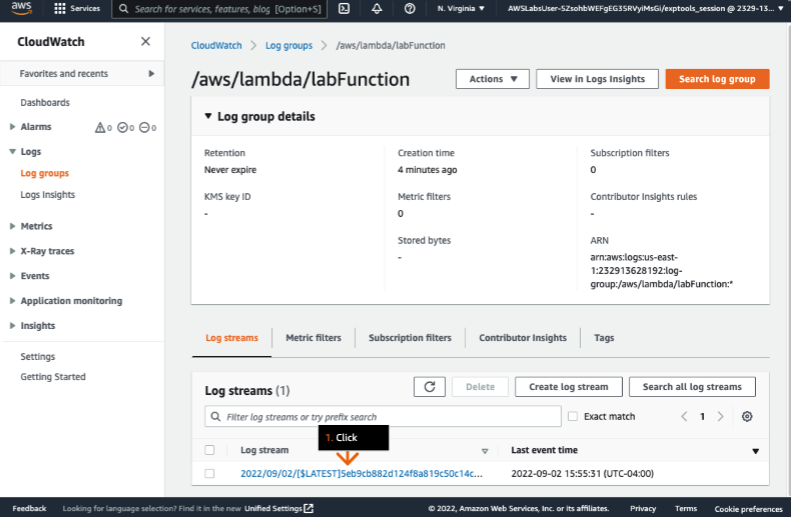 aws
Services
Search for services, features, blog [Option+S]
N. Virginia ▼
AWSLabsUser-SZsohbWEFgEG35RVyiMsGi/exptools_session @ 2329-13... ▼
CloudWatch
Favorites and recents
Dashboards
Alarms 0 0 0
Logs
Log groups
Logs Insights
Metrics
X-Ray traces
Events
Application monitoring
Insights
Settings
Getting Started
CloudWatch > Log groups > /aws/lambda/labFunction
/aws/lambda/labFunction
Actions ▼
View in Logs Insights
Search log group
▼ Log group details
Retention
Never expire
KMS key ID
-
Creation time
4 minutes ago
Metric filters
0
Stored bytes
-
Subscription filters
0
Contributor Insights rules
-
ARN
arn:aws:logs:us-east-
1:232913628192:log-
group:/aws/lambda/labFunction:*
Log streams
Metric filters
Subscription filters
Contributor Insights
Tags
Log streams (1)
Delete
Create log stream
Search all log streams
Filter log streams or try prefix search
Exact match
< 1 >
1. Click
Log stream
Last event time
2022/09/02/[$LATEST]5eb9cb882d124f8a819c50c14c...
2022-09-02 15:55:31 (UTC-04:00)
Feedback
Looking for language selection? Find it in the new Unified Settings
© 2022, Amazon Web Services, Inc. or its affiliates.
Privacy
Terms
Cookie preferences